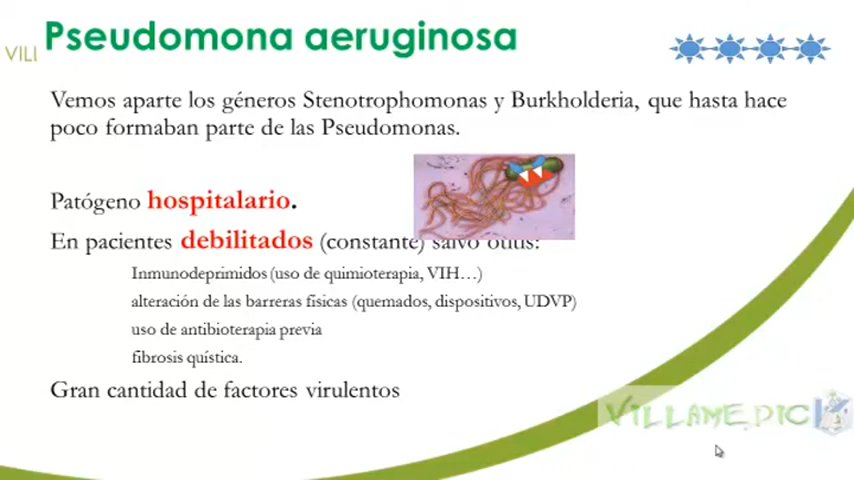 Pseudomona aeruginosa
VILL
Vemos aparte los géneros Stenotrophomonas y Burkholderia, que hasta hace
poco formaban parte de las Pseudomonas.
Patógeno hospitalario.
En pacientes debilitados (constante) salvo otitis:
Inmunodeprimidos (uso de quimioterapia, VIH…)
alteración de las barreras físicas (quemados, dispositivos, UDVP)
uso de antibioterapia previa
fibrosis quística.
Gran cantidad de factores virulentos
VILLAMEDIC